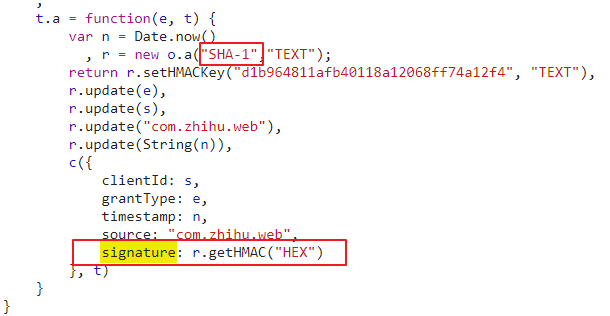 ,
t.a = function(e, t) {
var n = Date.now()
, r = new o.a("SHA-1","TEXT");
return r.setHMACKey("d1b964811afb40118a12068ff74a12f4", "TEXT"),
r.update(e),
r.update(s),
r.update("com.zhihu.web"),
r.update(String(n)),
c({
clientId: s,
grantType: e,
timestamp: n,
source: "com.zhihu.web",
signature: r.getHMAC("HEX")
}, t)
}
}